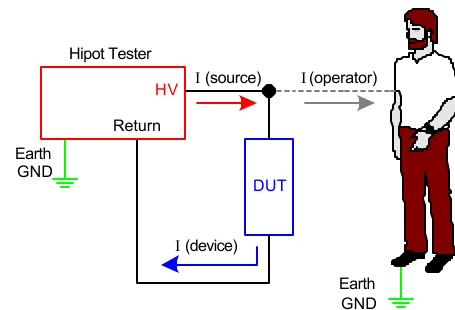 Hipot Tester
I (source)
I (operator)
HV
Return
Earth
GND
DUT
I (device)
Earth
GND